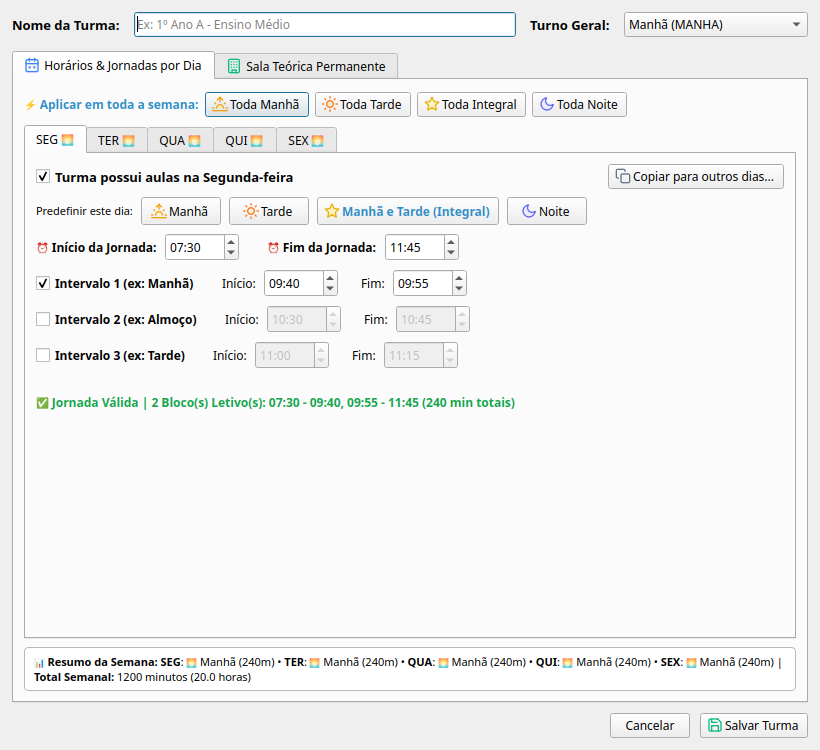 Nome da Turma: Ex: 1º Ano A - Ensino Médio Turno Geral: Manhã (MANHA)
Horários & Jornadas por Dia Sala Teórica Permanente
⚡ Aplicar em toda a semana: Toda Manhã Toda Tarde Toda Integral Toda Noite
SEG 🌅 TER 🌅 QUA 🌅 QUI 🌅 SEX 🌅
Turma possui aulas na Segunda-feira Copiar para outros dias...
Predefinir este dia: Manhã Tarde Manhã e Tarde (Integral) Noite
⏰ Início da Jornada: 07:30 ⏰ Fim da Jornada: 11:45
Intervalo 1 (ex: Manhã) Início: 09:40 Fim: 09:55
Intervalo 2 (ex: Almoço) Início: 10:30 Fim: 10:45
Intervalo 3 (ex: Tarde) Início: 11:00 Fim: 11:15
✅ Jornada Válida | 2 Bloco(s) Letivo(s): 07:30 - 09:40, 09:55 - 11:45 (240 min totais)
📊 Resumo da Semana: SEG: 🌅 Manhã (240m) • TER: 🌅 Manhã (240m) • QUA: 🌅 Manhã (240m) • QUI: 🌅 Manhã (240m) • SEX: 🌅 Manhã (240m) |
Total Semanal: 1200 minutos (20.0 horas)
Cancelar Salvar Turma